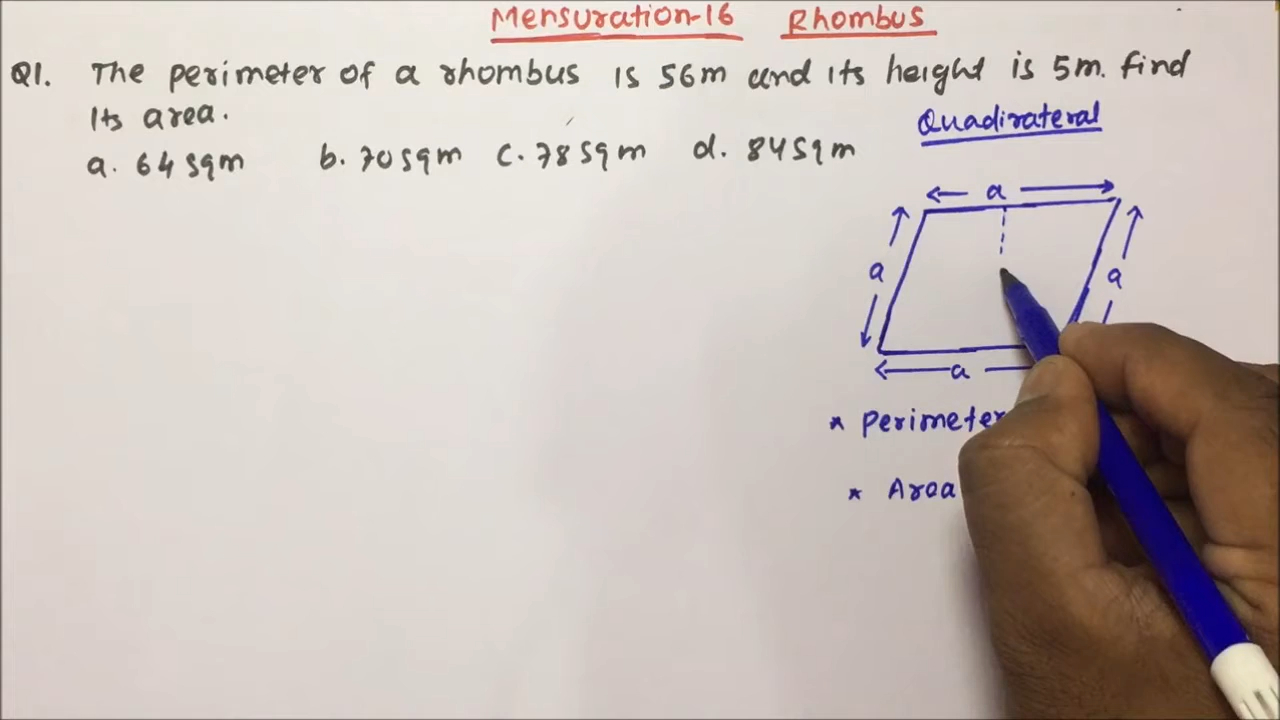 Mensuration-16 Rhombus
Q1. The perimeter of a rhombus is 56m and its height is 5m. find
Its area.
a. 64 sqm b. 70 sqm c. 78 sqm d. 84 sqm
Quadirateral
a
a a
a
* Perimeter
* Area